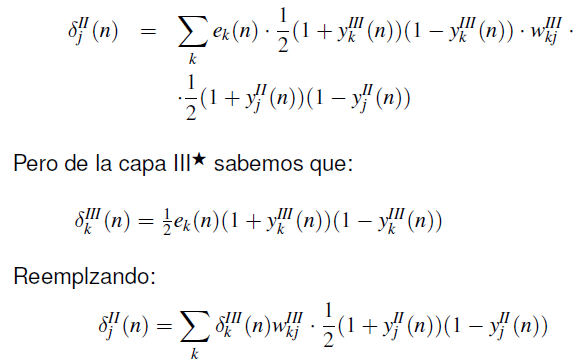 δ_j^{II}(n) = ∑_k e_k(n) · 1/2 (1 + y_k^{III}(n))(1 − y_k^{III}(n)) · w_{kj}^{III} ·
· 1/2 (1 + y_j^{II}(n))(1 − y_j^{II}(n))
Pero de la capa III★ sabemos que:
δ_k^{III}(n) = 1/2 e_k(n)(1 + y_k^{III}(n))(1 − y_k^{III}(n))
Reemplzando:
δ_j^{II}(n) = ∑_k δ_k^{III}(n) w_{kj}^{III} · 1/2 (1 + y_j^{II}(n))(1 − y_j^{II}(n))